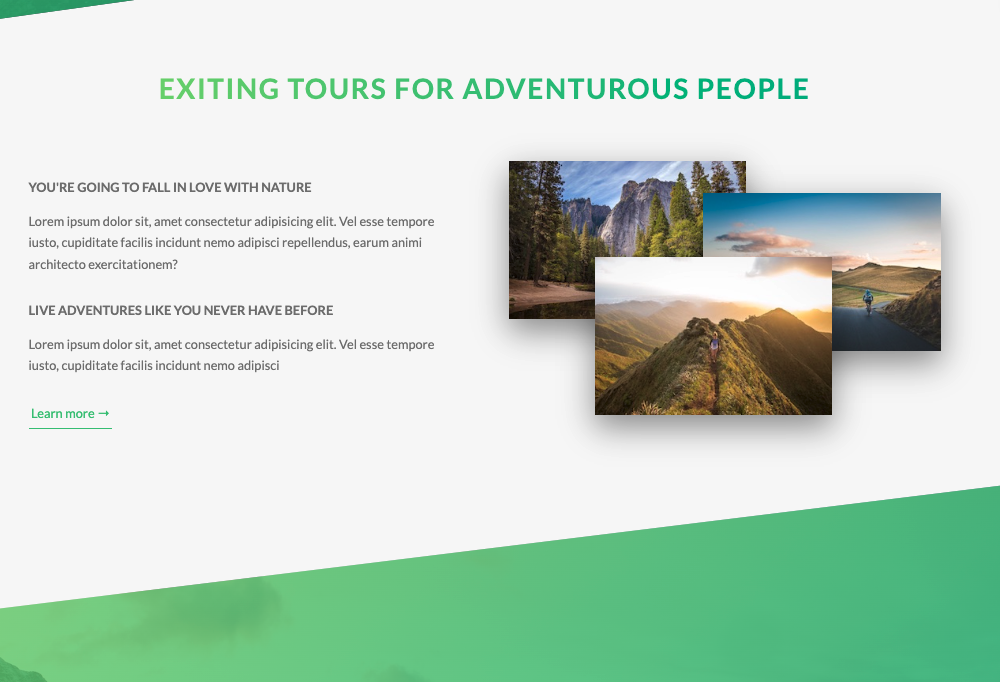 EXITING TOURS FOR ADVENTUROUS PEOPLE
YOU'RE GOING TO FALL IN LOVE WITH NATURE
Lorem ipsum dolor sit, amet consectetur adipisicing elit. Vel esse tempore
iusto, cupiditate facilis incidunt nemo adipisci repellendus, earum animi
architecto exercitationem?
LIVE ADVENTURES LIKE YOU NEVER HAVE BEFORE
Lorem ipsum dolor sit, amet consectetur adipisicing elit. Vel esse tempore
iusto, cupiditate facilis incidunt nemo adipisci
Learn more →